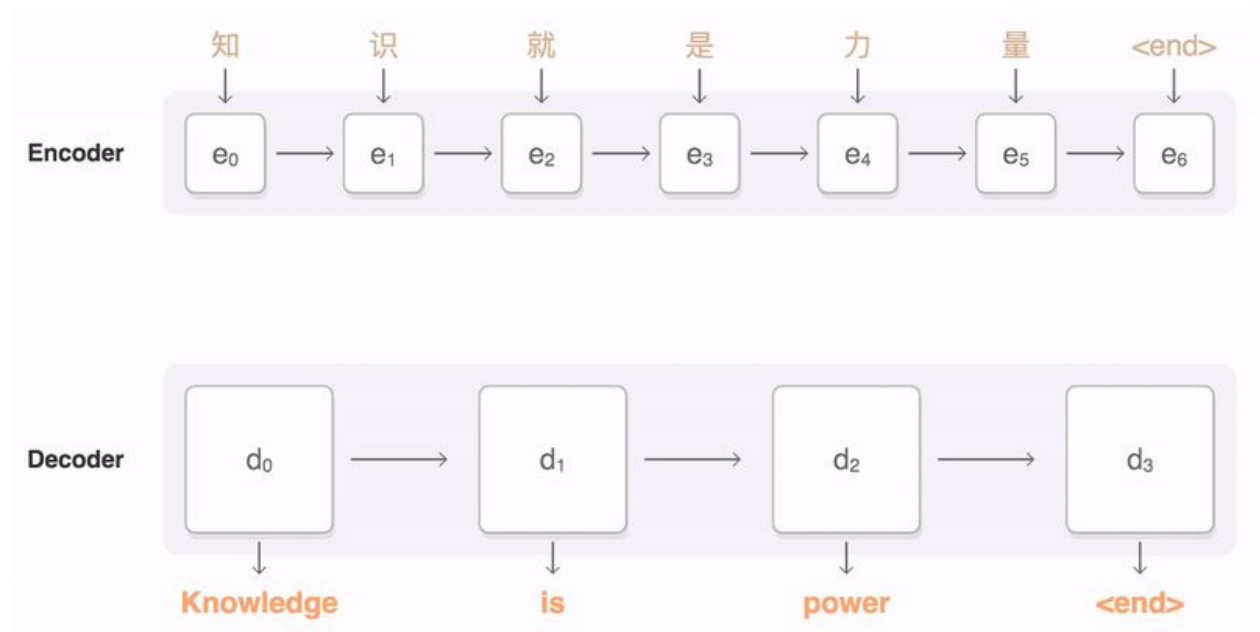 知 识 就 是 力 量 <end>
Encoder e₀ e₁ e₂ e₃ e₄ e₅ e₆
Decoder d₀ d₁ d₂ d₃
Knowledge is power <end>